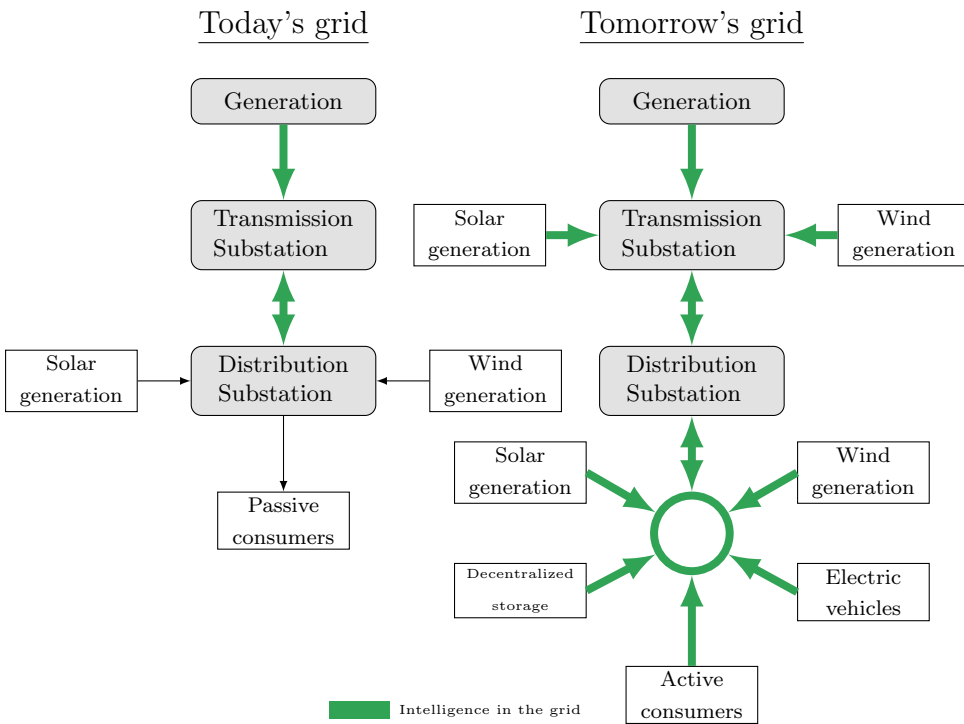 Today's grid
Generation
Transmission
Substation
Solar
generation
Distribution
Substation
Wind
generation
Passive
consumers
Tomorrow's grid
Generation
Solar
generation
Transmission
Substation
Wind
generation
Distribution
Substation
Solar
generation
Wind
generation
Decentralized
storage
Electric
vehicles
Active
consumers
Intelligence in the grid